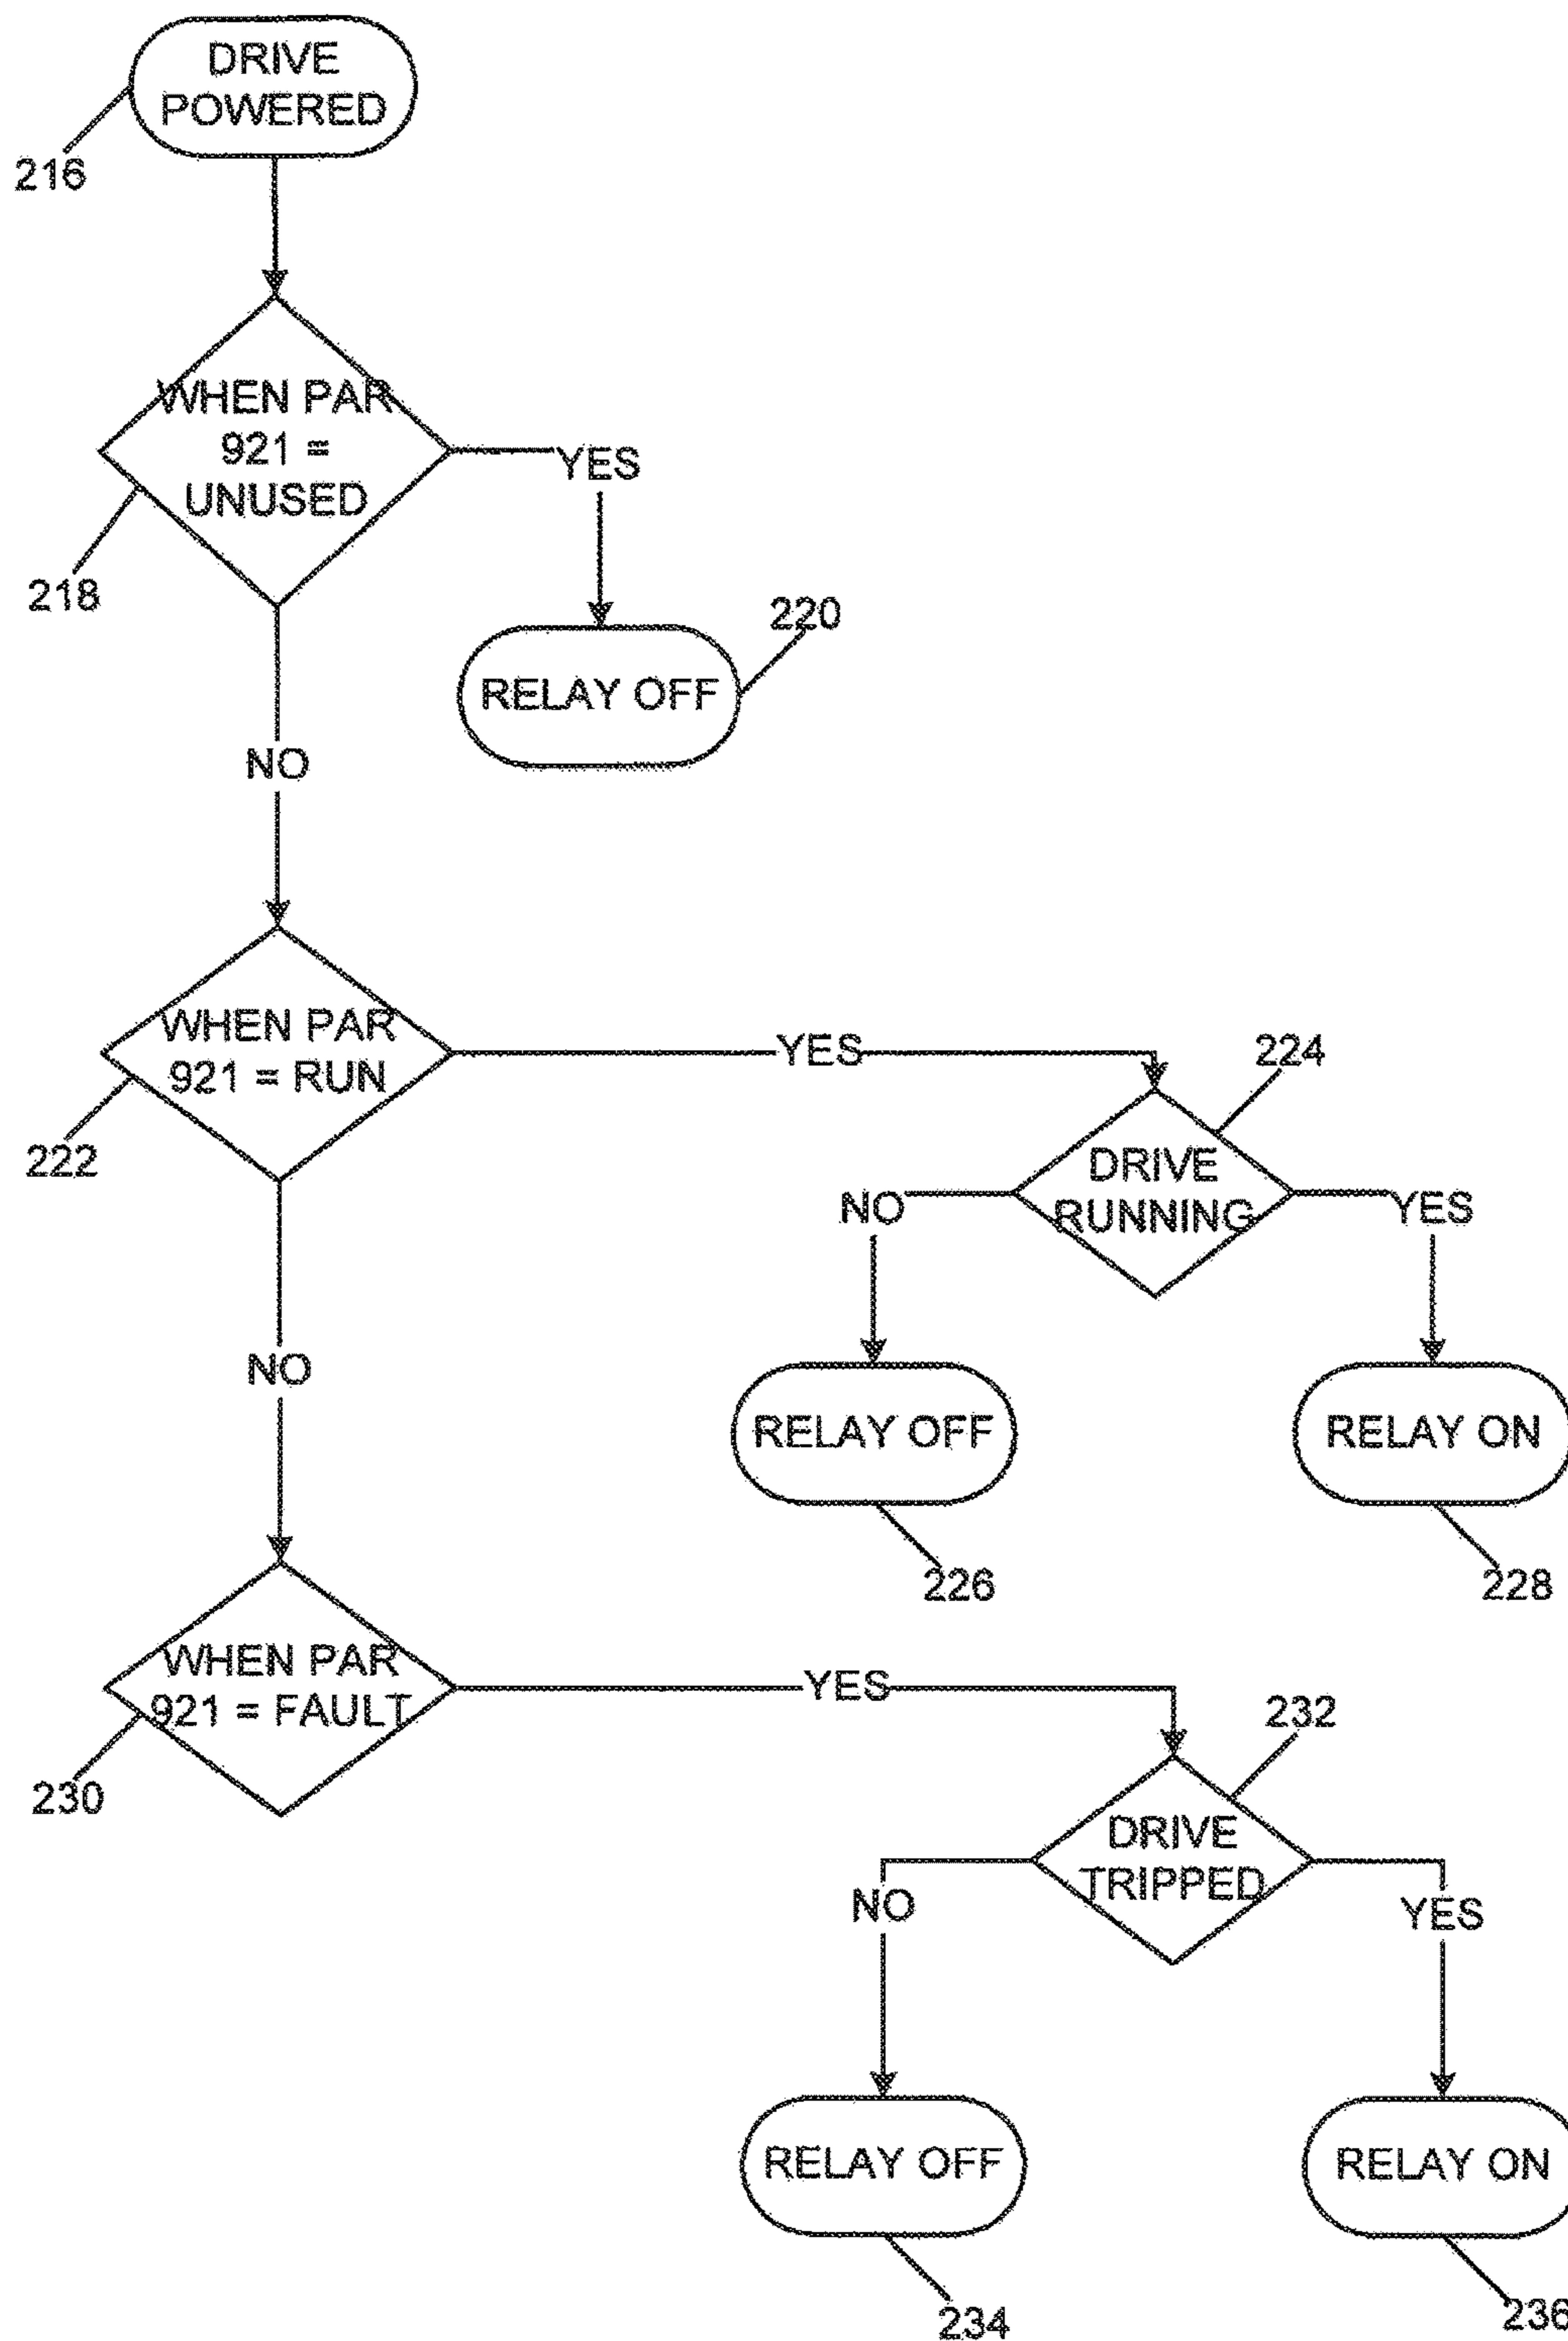 DRIVE
POWERED
216
WHEN PAR
921 =
UNUSED
YES
218
220
RELAY OFF
NO
WHEN PAR
921 = RUN
YES
224
222
DRIVE
RUNNING
NO
YES
NO
RELAY OFF
RELAY ON
226
228
WHEN PAR
921 = FAULT
YES
232
230
DRIVE
TRIPPED
NO
YES
RELAY OFF
RELAY ON
234
236